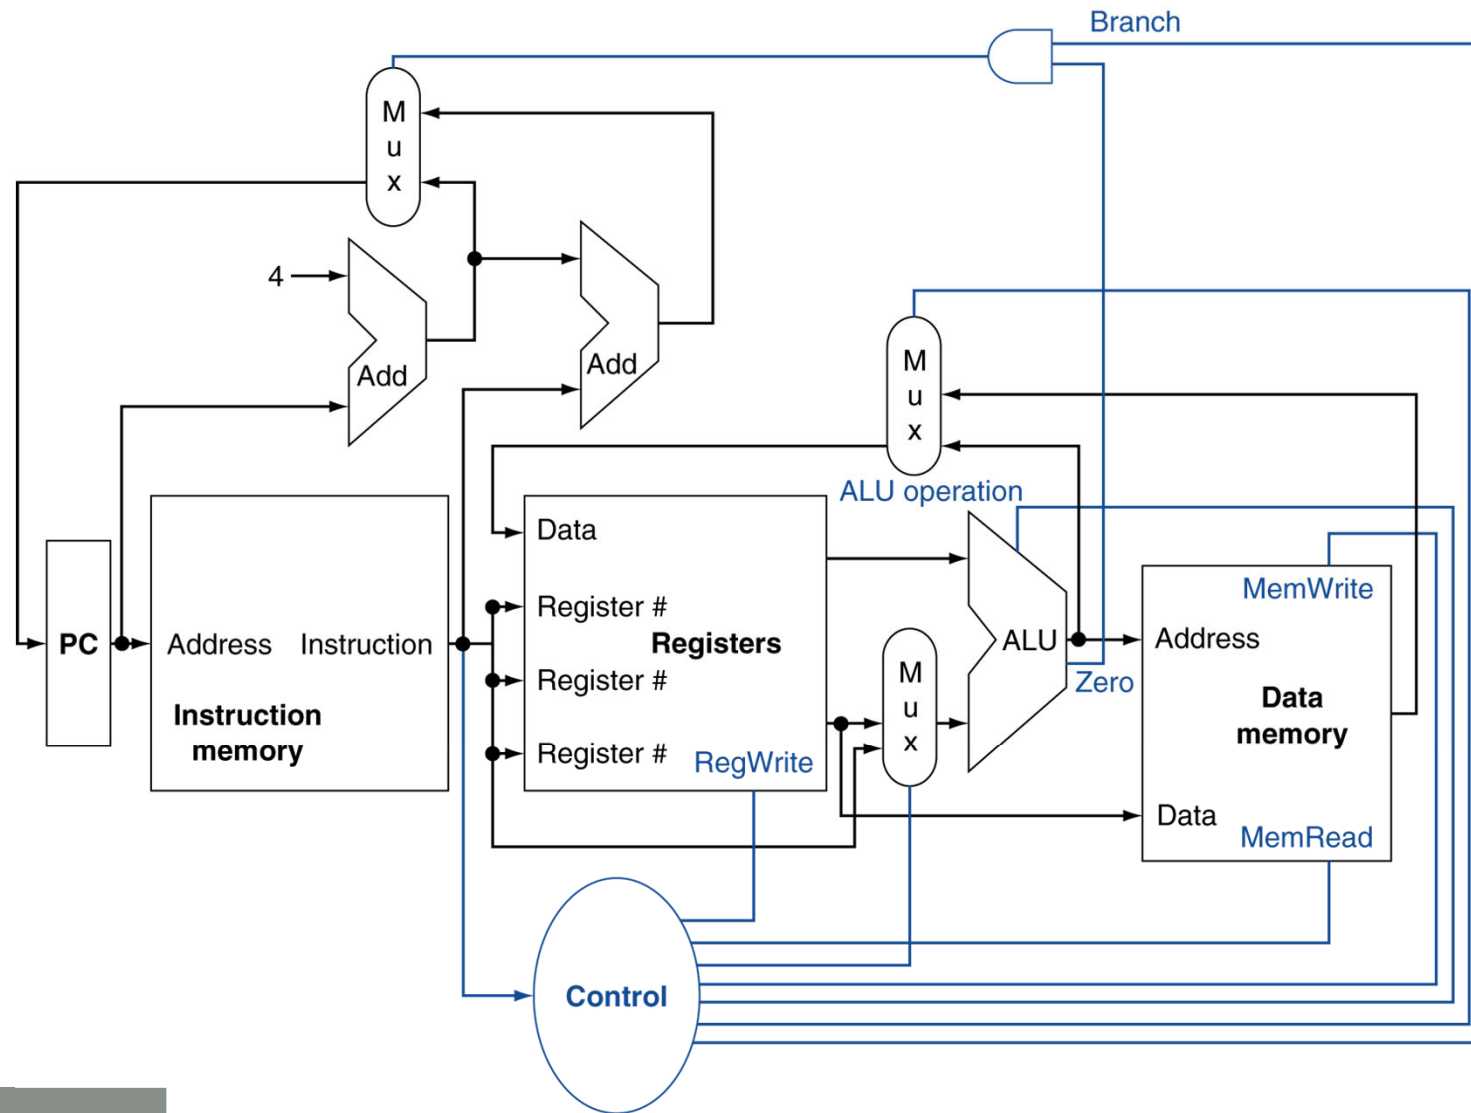 Branch
M
u
x
4
Add
Add
M
u
x
ALU operation
Data
Register #
Register #
Register #
Registers
RegWrite
PC
Address
Instruction
Instruction
memory
M
u
x
ALU
Zero
MemWrite
Address
Data
memory
Data
MemRead
Control